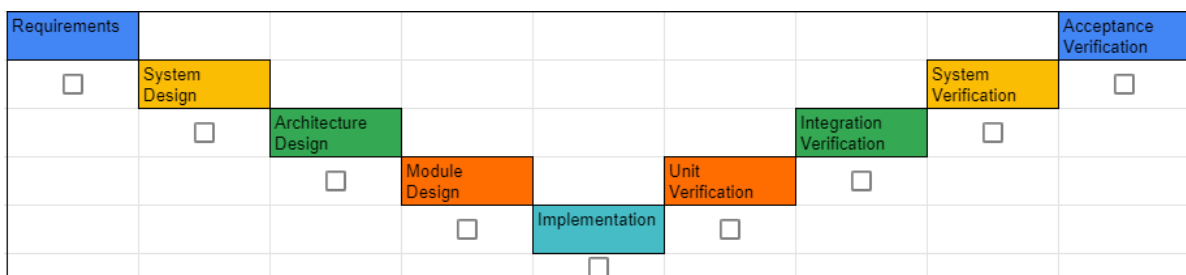 Requirements
Acceptance
Verification
System
Design
System
Verification
Architecture
Design
Integration
Verification
Module
Design
Unit
Verification
Implementation